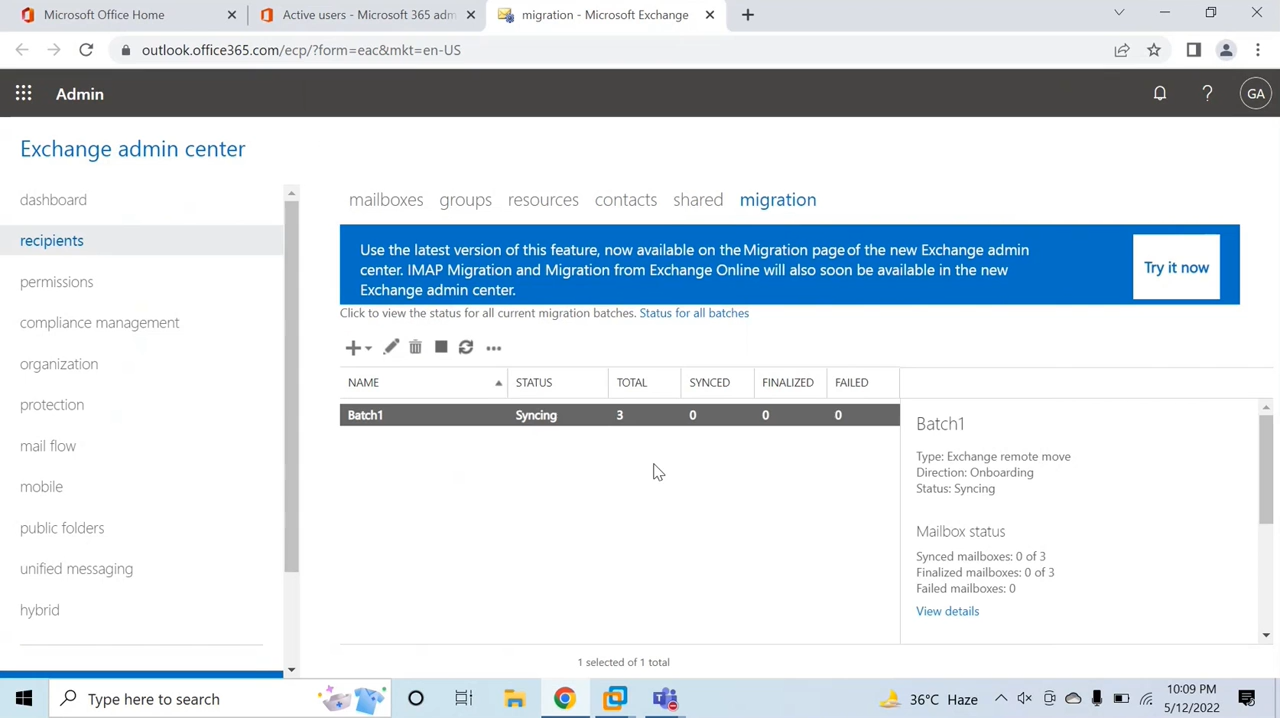 Microsoft Office Home
Active users - Microsoft 365 adm
migration - Microsoft Exchange
outlook.office365.com/ecp/?form=eac&mkt=en-US
Admin
GA
Exchange admin center
dashboard
recipients
permissions
compliance management
organization
protection
mail flow
mobile
public folders
unified messaging
hybrid
mailboxes groups resources contacts shared migration
Use the latest version of this feature, now available on the Migration page of the new Exchange admin
center. IMAP Migration and Migration from Exchange Online will also soon be available in the new
Exchange admin center.
Try it now
Click to view the status for all current migration batches. Status for all batches
NAME STATUS TOTAL SYNCED FINALIZED FAILED
Batch1 Syncing 3 0 0 0
Batch1
Type: Exchange remote move
Direction: Onboarding
Status: Syncing
Mailbox status
Synced mailboxes: 0 of 3
Finalized mailboxes: 0 of 3
Failed mailboxes: 0
View details
1 selected of 1 total
Type here to search
36°C Haze
10:09 PM
5/12/2022